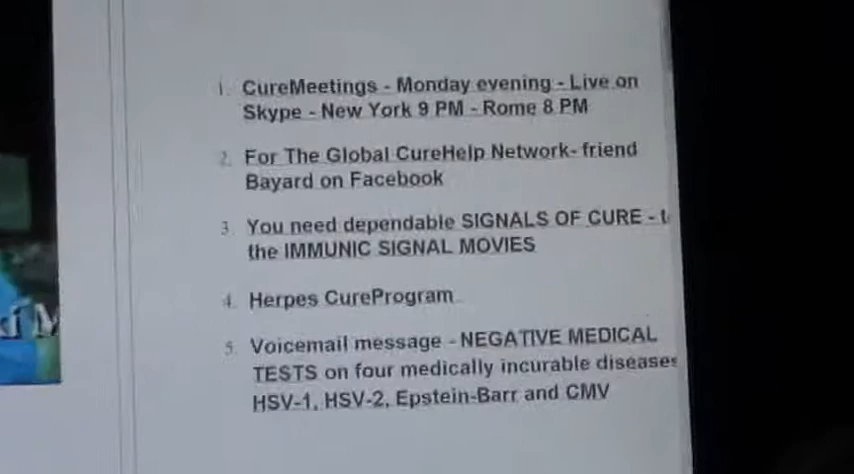 1. CureMeetings - Monday evening - Live on
Skype - New York 9 PM - Rome 8 PM
2. For The Global CureHelp Network- friend
Bayard on Facebook
3. You need dependable SIGNALS OF CURE -
the IMMUNIC SIGNAL MOVIES
4. Herpes CureProgram
5. Voicemail message - NEGATIVE MEDICAL
TESTS on four medically incurable diseases
HSV-1, HSV-2, Epstein-Barr and CMV